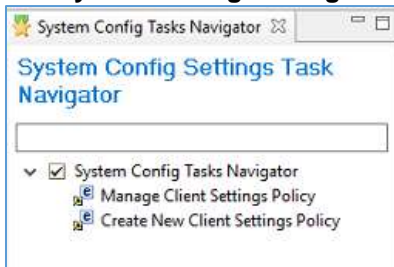 System Config Tasks Navigator
System Config Settings Task
Navigator
System Config Tasks Navigator
Manage Client Settings Policy
Create New Client Settings Policy